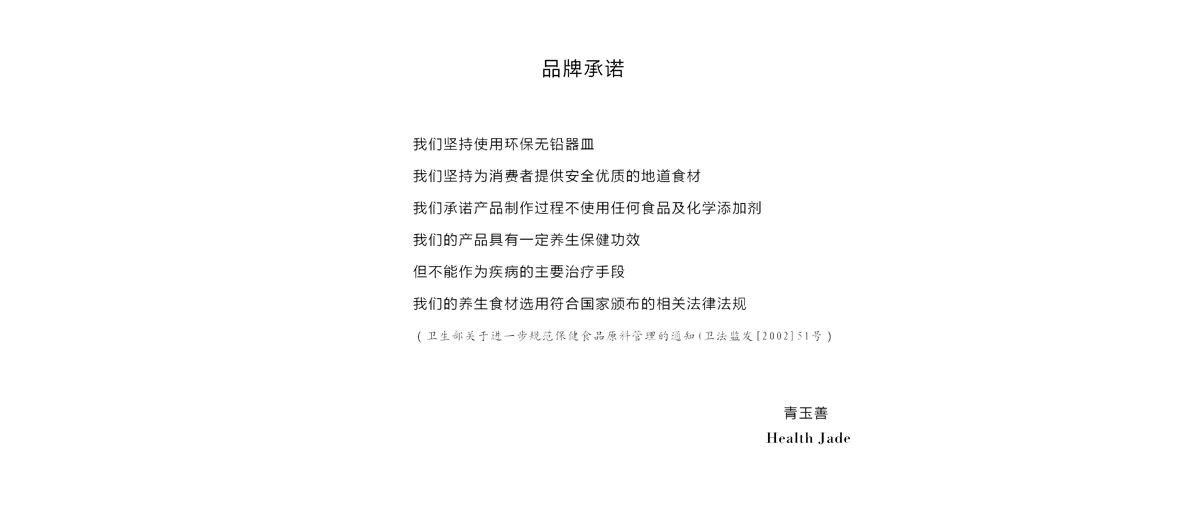 品牌承诺
我们坚持使用环保无铅器皿
我们坚持为消费者提供安全优质的地道食材
我们承诺产品制作过程不使用任何食品及化学添加剂
我们的产品具有一定养生保健功效
但不能作为疾病的主要治疗手段
我们的养生食材选用符合国家颁布的相关法律法规
（卫生部关于进一步规范保健食品原料管理的通知(卫法监发[2002]51号）
青玉善
Health Jade